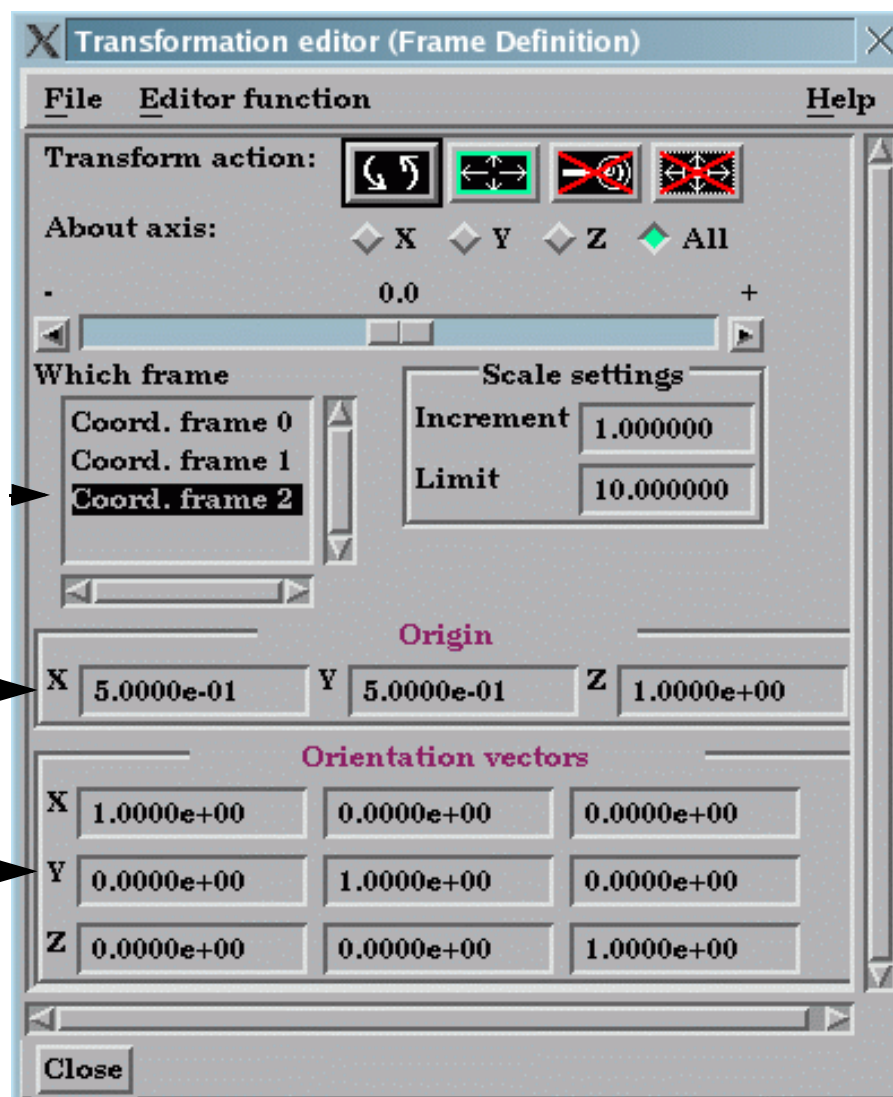 Transformation editor (Frame Definition)
File Editor function Help
Transform action:
About axis: X Y Z All
- 0.0 +
Which frame
Coord. frame 0
Coord. frame 1
Coord. frame 2
Scale settings
Increment 1.000000
Limit 10.000000
Origin
X 5.0000e-01 Y 5.0000e-01 Z 1.0000e+00
Orientation vectors
X 1.0000e+00 0.0000e+00 0.0000e+00
Y 0.0000e+00 1.0000e+00 0.0000e+00
Z 0.0000e+00 0.0000e+00 1.0000e+00
Close